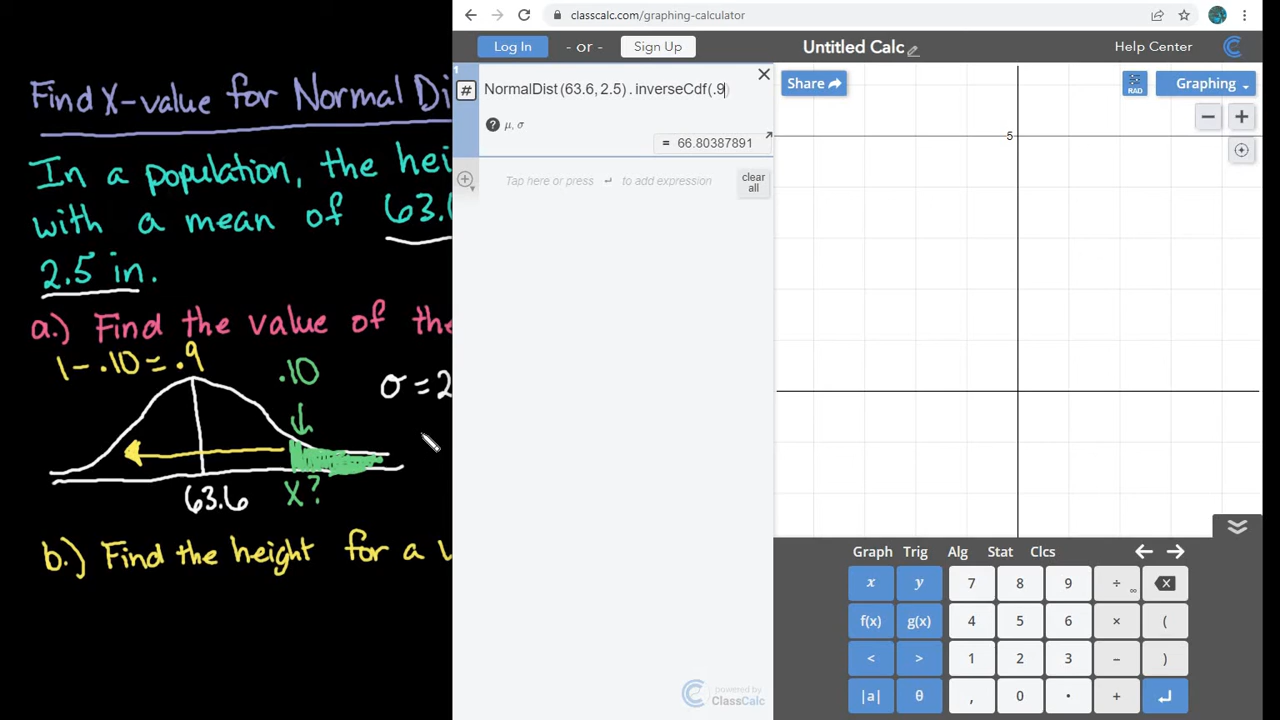 classcalc.com/graphing-calculator
Log In
- or -
Sign Up
Untitled Calc
Help Center
1
#
NormalDist(63.6, 2.5) . inverseCdf(.9)
? μ, σ
= 66.80387891
Tap here or press ↵ to add expression
clear
all
Share
RAD
Graphing
5
Find X-value for Normal Di
In a population, the hei
with a mean of 63.
2.5 in.
a.) Find the value of the
1 - .10 = .9
.10
σ = 2
63.6
X?
b.) Find the height for a
powered by
ClassCalc
Graph Trig Alg Stat Clcs
x y 7 8 9 ÷
f(x) g(x) 4 5 6 × (
< > 1 2 3 − )
|a| θ , 0 · +